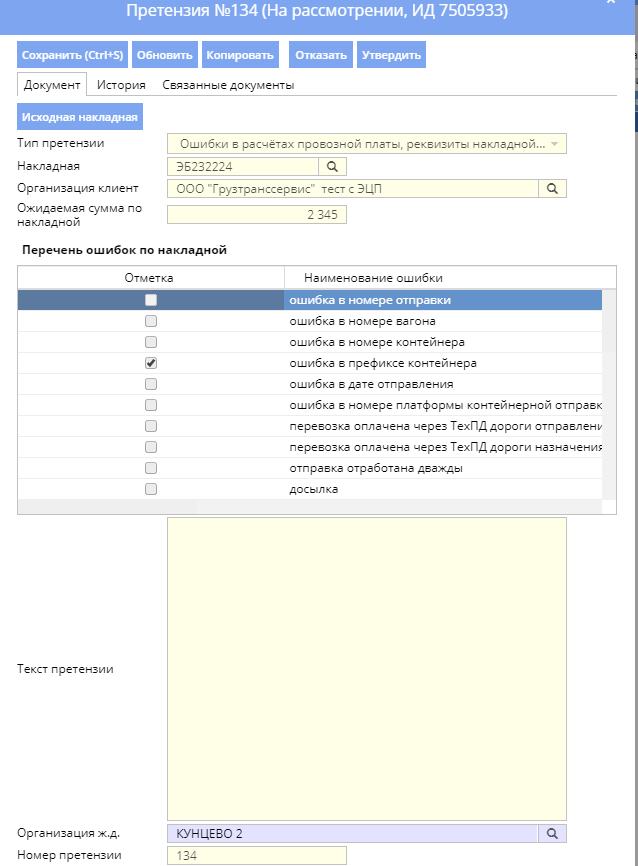 Претензия №134 (На рассмотрении, ИД 7505933)
Сохранить (Ctrl+S) Обновить Копировать Отказать Утвердить
Документ История Связанные документы
Исходная накладная
Тип претензии Ошибки в расчётах провозной платы, реквизиты накладной...
Накладная ЭБ232224
Организация клиент ООО "Грузтранссервис" тест с ЭЦП
Ожидаемая сумма по
накладной 2 345
Перечень ошибок по накладной
Отметка Наименование ошибки
ошибка в номере отправки
ошибка в номере вагона
ошибка в номере контейнера
ошибка в префиксе контейнера
ошибка в дате отправления
ошибка в номере платформы контейнерной отправк
перевозка оплачена через ТехПД дороги отправлени
перевозка оплачена через ТехПД дороги назначения
отправка отработана дважды
досылка
Текст претензии
Организация ж.д. КУНЦЕВО 2
Номер претензии 134